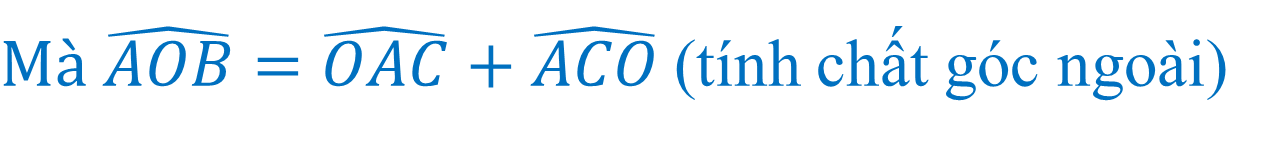 Mà $\widehat{AOB} = \widehat{OAC} + \widehat{ACO}$ (tính chất góc ngoài)